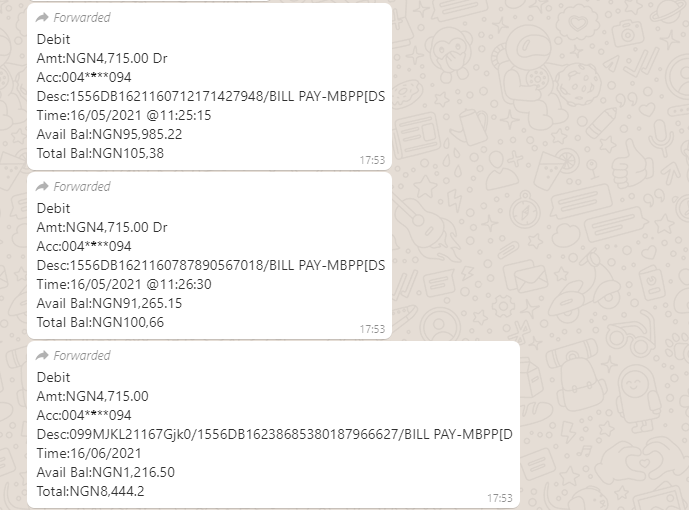 Forwarded
Debit
Amt:NGN4,715.00 Dr
Acc:004****094
Desc:1556DB1621160712171427948/BILL PAY-MBPP[DS
Time:16/05/2021 @11:25:15
Avail Bal:NGN95,985.22
Total Bal:NGN105,38
17:53
Forwarded
Debit
Amt:NGN4,715.00 Dr
Acc:004****094
Desc:1556DB1621160787890567018/BILL PAY-MBPP[DS
Time:16/05/2021 @11:26:30
Avail Bal:NGN91,265.15
Total Bal:NGN100,66
17:53
Forwarded
Debit
Amt:NGN4,715.00
Acc:004****094
Desc:099MJKL21167Gjk0/1556DB16238685380187966627/BILL PAY-MBPP[D
Time:16/06/2021
Avail Bal:NGN1,216.50
Total:NGN8,444.2
17:53